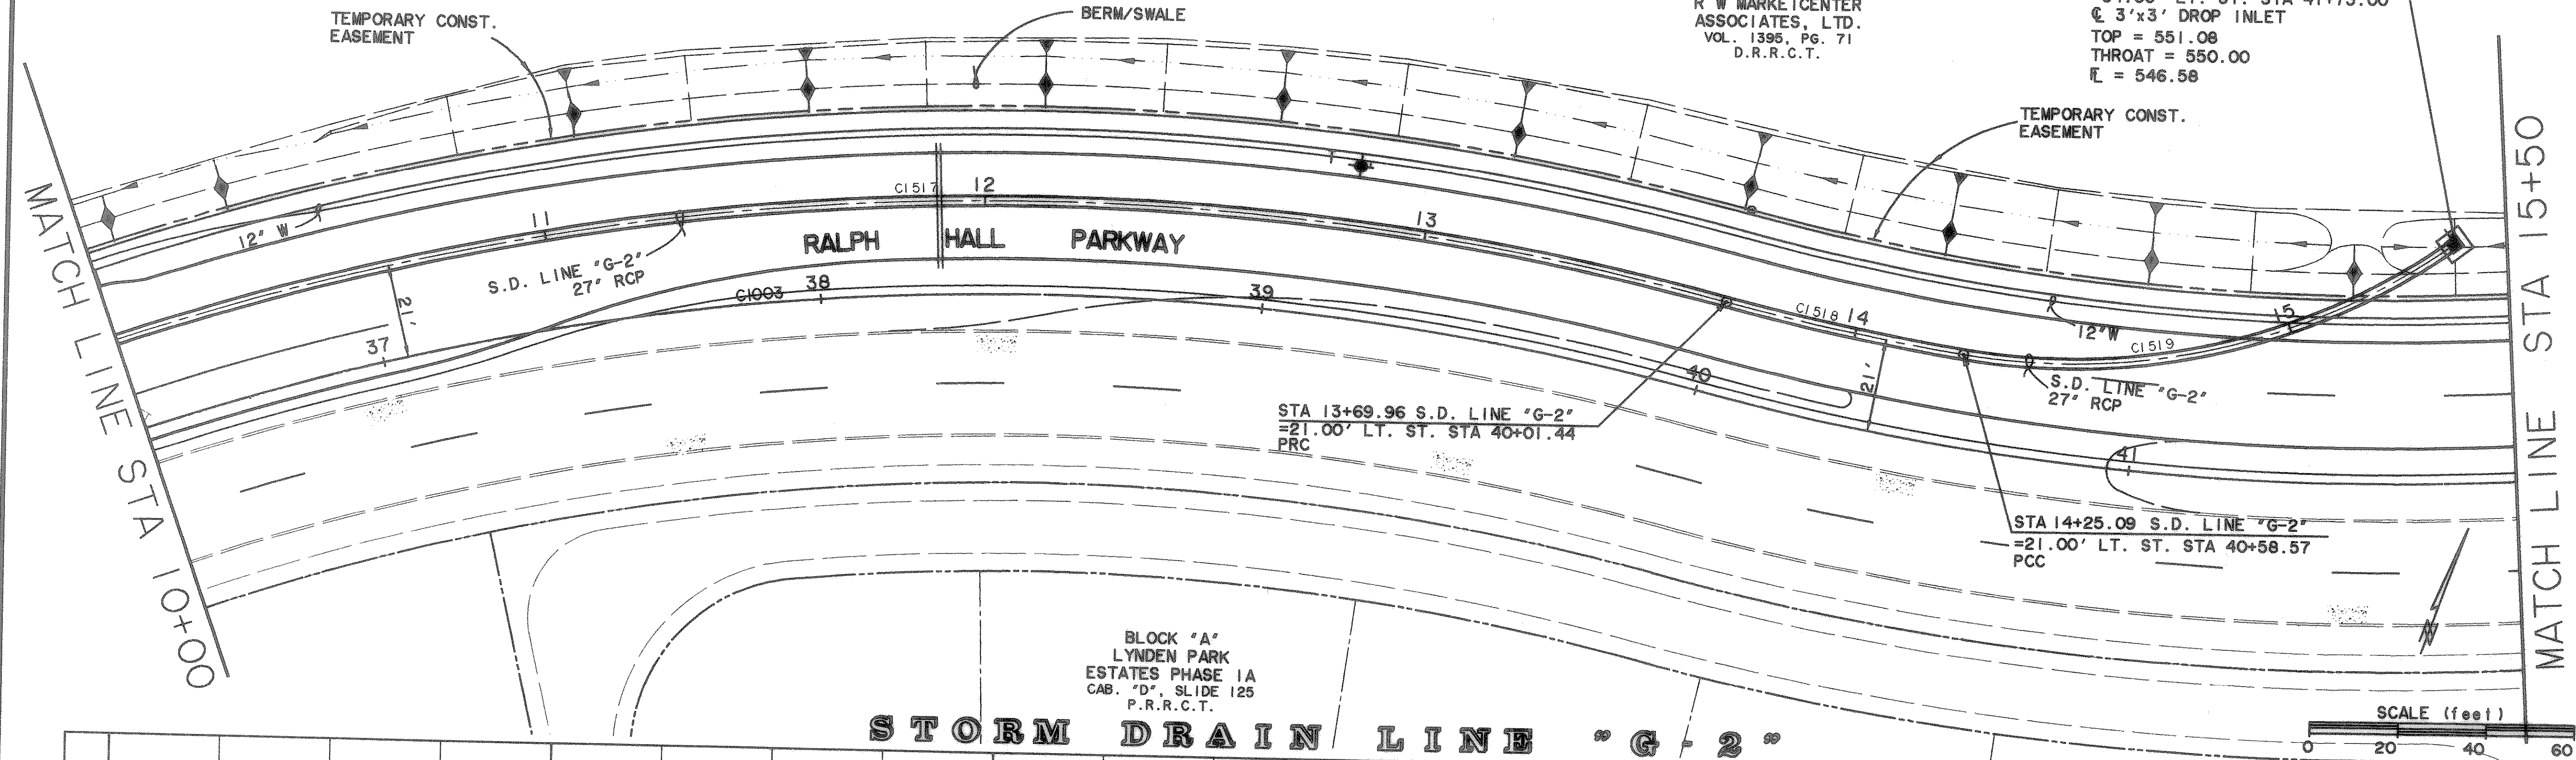 TEMPORARY CONST.
EASEMENT
BERM/SWALE
R W MARKETCENTER
ASSOCIATES, LTD.
VOL. 1395, PG. 71
D.R.R.C.T.
LT. ST. STA 41+75.00
℄ 3'x3' DROP INLET
TOP = 551.08
THROAT = 550.00
FL = 546.58
TEMPORARY CONST.
EASEMENT
MATCH LINE STA 10+00
MATCH LINE STA 15+50
12" W
11
C1517
12
13
S.D. LINE "G-2"
27" RCP
RALPH HALL PARKWAY
21'
37
C1003
38
39
C1518
14
15
12"W
C1519
40
21'
S.D. LINE "G-2"
27" RCP
STA 13+69.96 S.D. LINE "G-2"
=21.00' LT. ST. STA 40+01.44
PRC
41
STA 14+25.09 S.D. LINE "G-2"
=21.00' LT. ST. STA 40+58.57
PCC
BLOCK "A"
LYNDEN PARK
ESTATES PHASE 1A
CAB. "D", SLIDE 125
P.R.R.C.T.
STORM DRAIN LINE "G-2"
SCALE (feet)
0 20 40 60